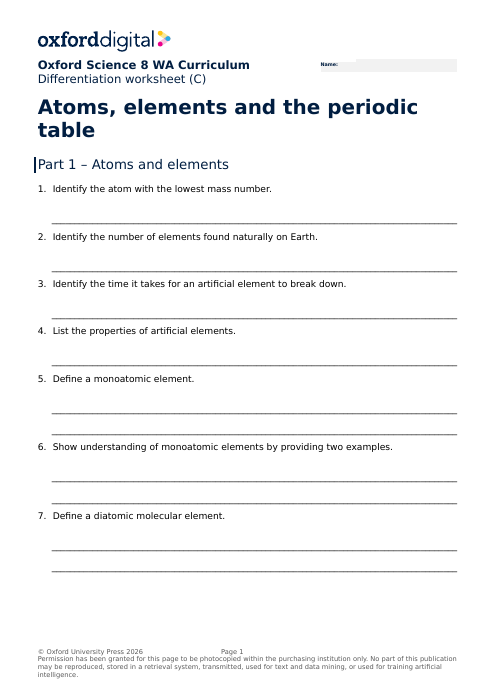 oxforddigital
Oxford Science 8 WA Curriculum
Name:
Differentiation worksheet (C)
Atoms, elements and the periodic
table
Part 1 – Atoms and elements
1. Identify the atom with the lowest mass number.
2. Identify the number of elements found naturally on Earth.
3. Identify the time it takes for an artificial element to break down.
4. List the properties of artificial elements.
5. Define a monoatomic element.
6. Show understanding of monoatomic elements by providing two examples.
7. Define a diatomic molecular element.
© Oxford University Press 2026 Page 1
Permission has been granted for this page to be photocopied within the purchasing institution only. No part of this publication
may be reproduced, stored in a retrieval system, transmitted, used for text and data mining, or used for training artificial
intelligence.